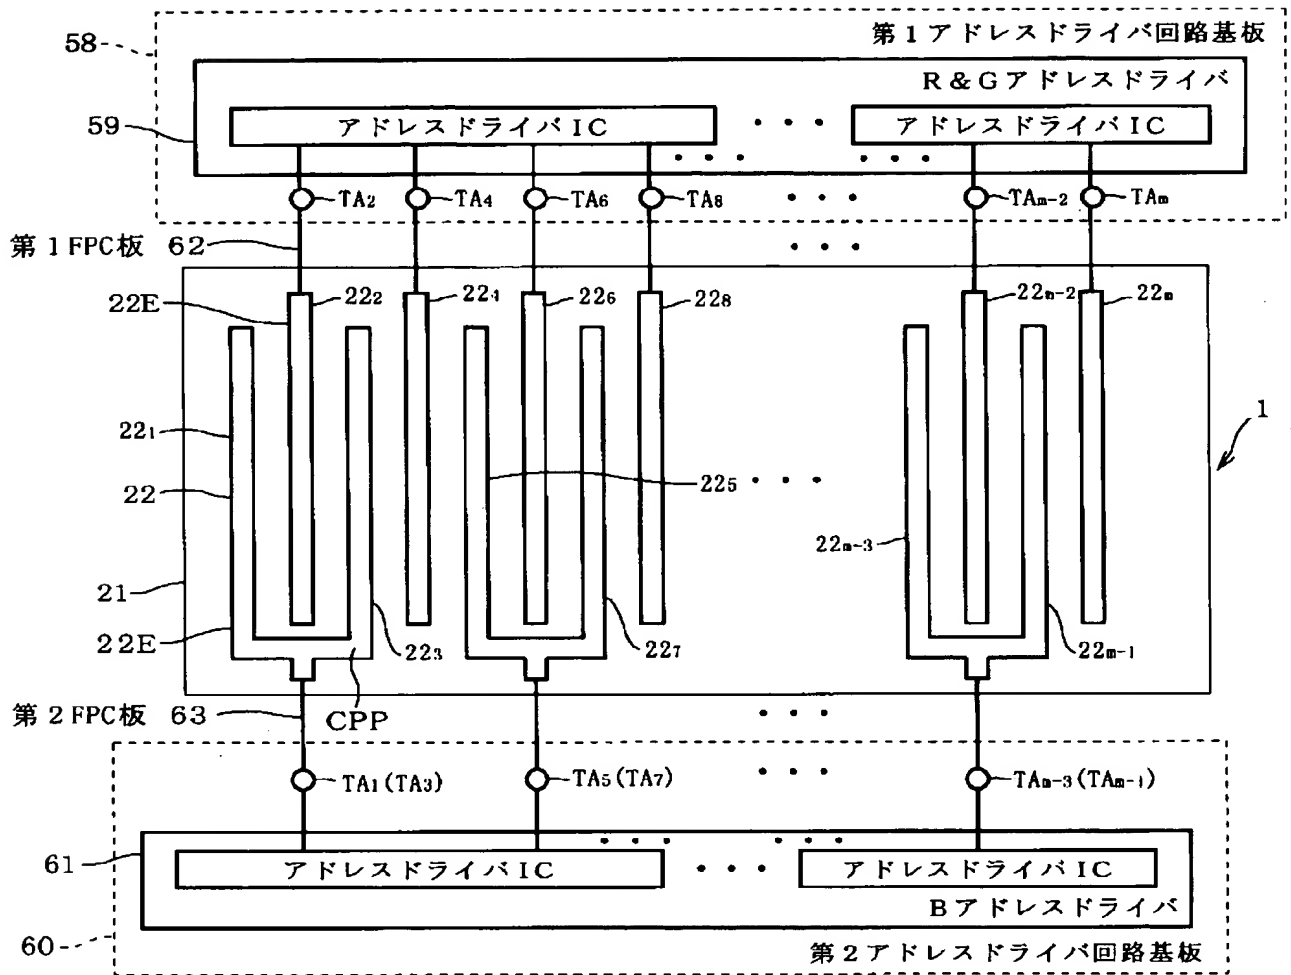 58
第1アドレスドライバ回路基板
R&Gアドレスドライバ
59
アドレスドライバIC
アドレスドライバIC
TA2
TA4
TA6
TA8
TAm-2
TAm
第1FPC板 62
22E
222
224
226
228
22m-2
22m
1
221
22
225
22m-3
21
22E
223
227
22m-1
第2FPC板 63
CPP
TA1(TA3)
TA5(TA7)
TAm-3(TAm-1)
61
アドレスドライバIC
アドレスドライバIC
Bアドレスドライバ
60
第2アドレスドライバ回路基板